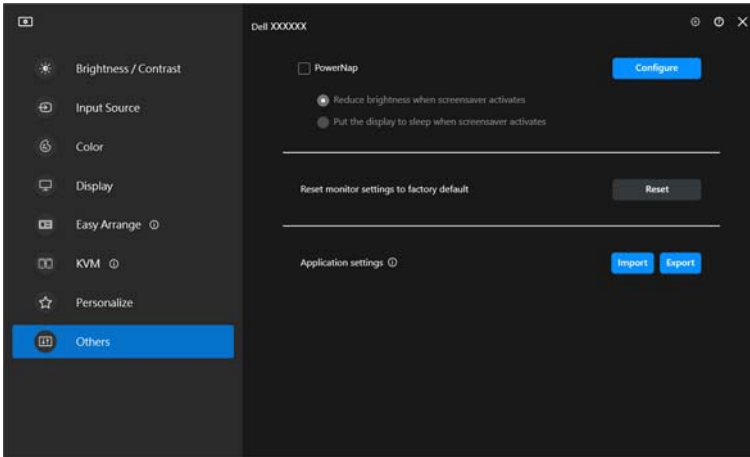 Dell XXXXXX
Brightness / Contrast
Input Source
Color
Display
Easy Arrange
KVM
Personalize
Others
PowerNap
Configure
Reduce brightness when screensaver activates
Put the display to sleep when screensaver activates
Reset monitor settings to factory default
Reset
Application settings
Import
Export